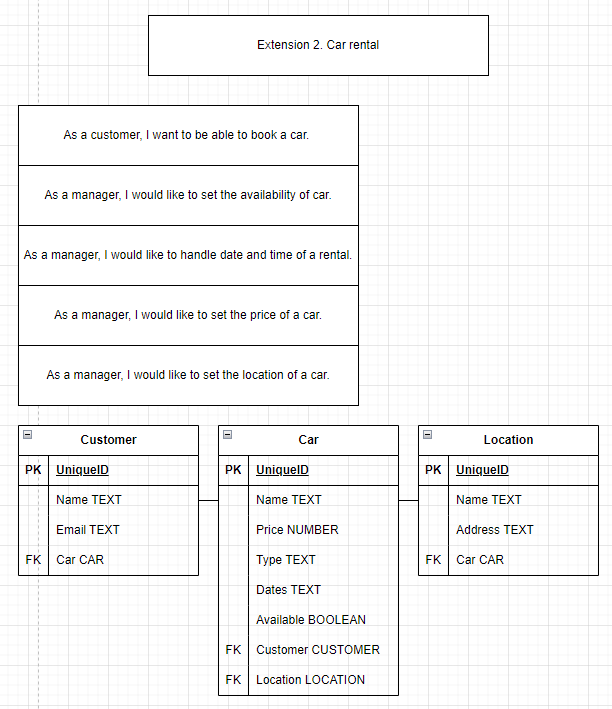 Extension 2. Car rental
As a customer, I want to be able to book a car.
As a manager, I would like to set the availability of car.
As a manager, I would like to handle date and time of a rental.
As a manager, I would like to set the price of a car.
As a manager, I would like to set the location of a car.
Customer
PK UniqueID
Name TEXT
Email TEXT
FK Car CAR
Car
PK UniqueID
Name TEXT
Price NUMBER
Type TEXT
Dates TEXT
Available BOOLEAN
FK Customer CUSTOMER
FK Location LOCATION
Location
PK UniqueID
Name TEXT
Address TEXT
FK Car CAR